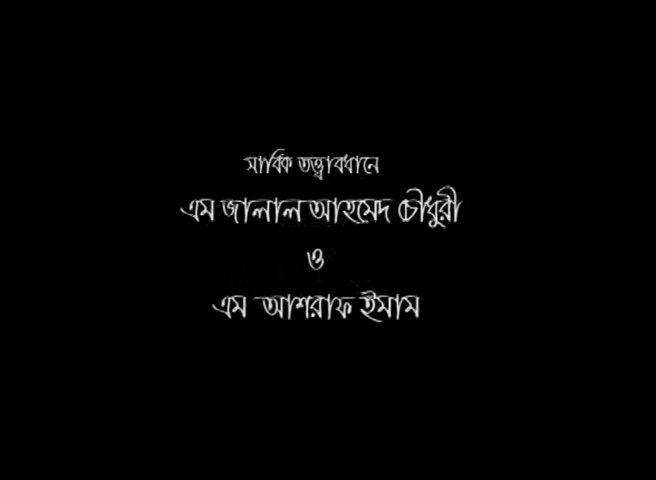 সার্বিক তত্ত্বাবধানে
এম জালাল আহমেদ চৌধুরী
ও
এম আশরাফ ইমাম